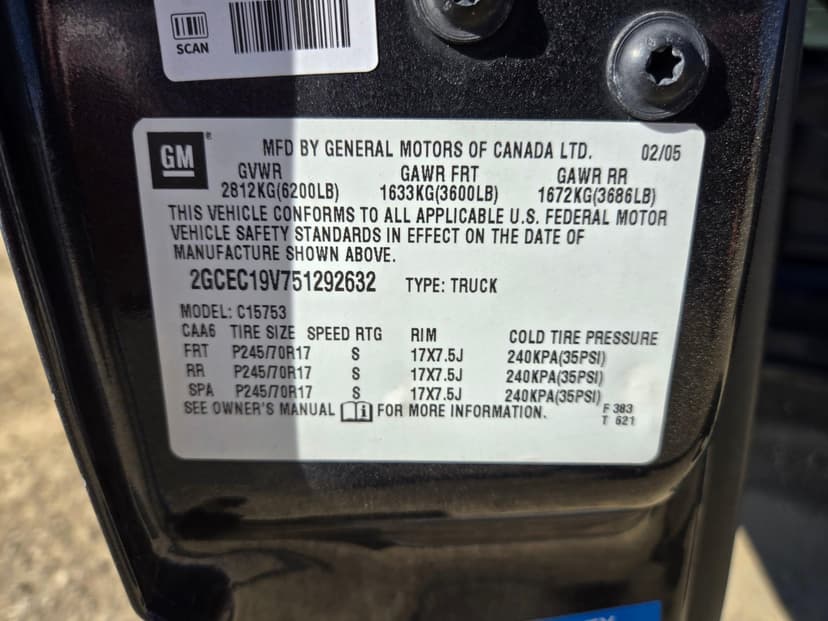 SCAN
GM®
MFD BY GENERAL MOTORS OF CANADA LTD. 02/05
GVWR GAWR FRT GAWR RR
2812KG(6200LB) 1633KG(3600LB) 1672KG(3686LB)
THIS VEHICLE CONFORMS TO ALL APPLICABLE U.S. FEDERAL MOTOR
VEHICLE SAFETY STANDARDS IN EFFECT ON THE DATE OF
MANUFACTURE SHOWN ABOVE.
2GCEC19V751292632 TYPE: TRUCK
MODEL: C15753
CAA6 TIRE SIZE SPEED RTG RIM COLD TIRE PRESSURE
FRT P245/70R17 S 17X7.5J 240KPA(35PSI)
RR P245/70R17 S 17X7.5J 240KPA(35PSI)
SPA P245/70R17 S 17X7.5J 240KPA(35PSI)
SEE OWNER'S MANUAL FOR MORE INFORMATION.
F 383
T 621